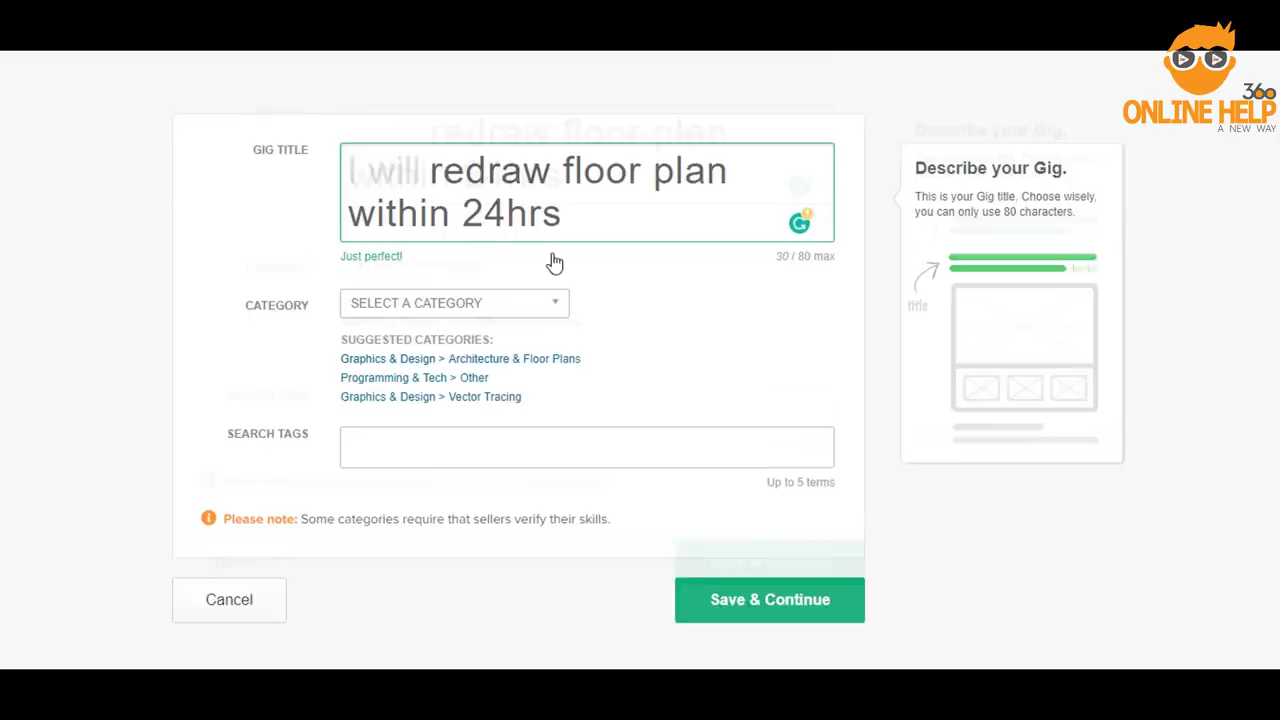 360
ONLINE HELP
A NEW WAY
GIG TITLE
I will redraw floor plan
within 24hrs
Just perfect!
30 / 80 max
CATEGORY
SELECT A CATEGORY
SUGGESTED CATEGORIES:
Graphics & Design > Architecture & Floor Plans
Programming & Tech > Other
Graphics & Design > Vector Tracing
SEARCH TAGS
Up to 5 terms
Please note: Some categories require that sellers verify their skills.
Cancel
Save & Continue
Describe your Gig.
This is your Gig title. Choose wisely,
you can only use 80 characters.
title